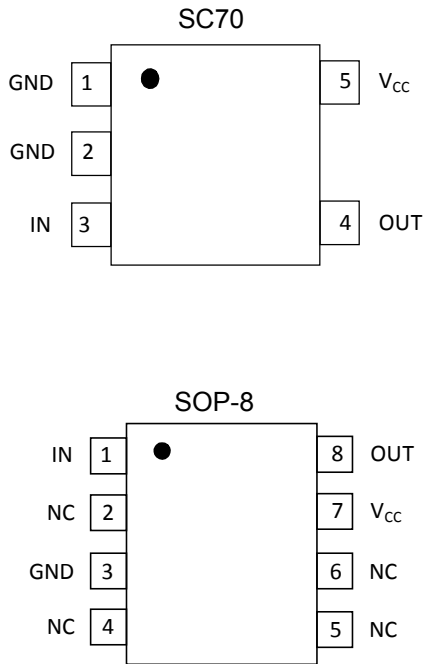 SC70
GND 1 5 VCC
GND 2
IN 3 4 OUT
SOP-8
IN 1 8 OUT
NC 2 7 VCC
GND 3 6 NC
NC 4 5 NC